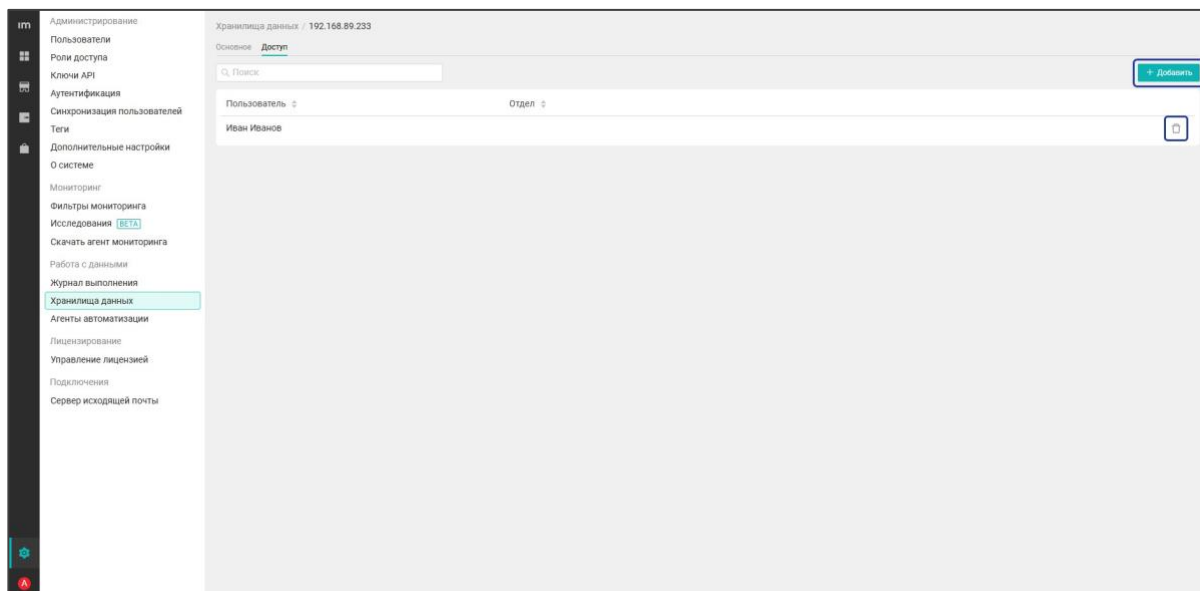 im
Администрирование
Пользователи
Роли доступа
Ключи API
Аутентификация
Синхронизация пользователей
Теги
Дополнительные настройки
О системе
Мониторинг
Фильтры мониторинга
Исследования BETA
Скачать агент мониторинга
Работа с данными
Журнал выполнения
Хранилища данных
Агенты автоматизации
Лицензирование
Управление лицензией
Подключения
Сервер исходящей почты
Хранилища данных / 192.168.89.233
Основное Доступ
Поиск
+ Добавить
Пользователь Отдел
Иван Иванов